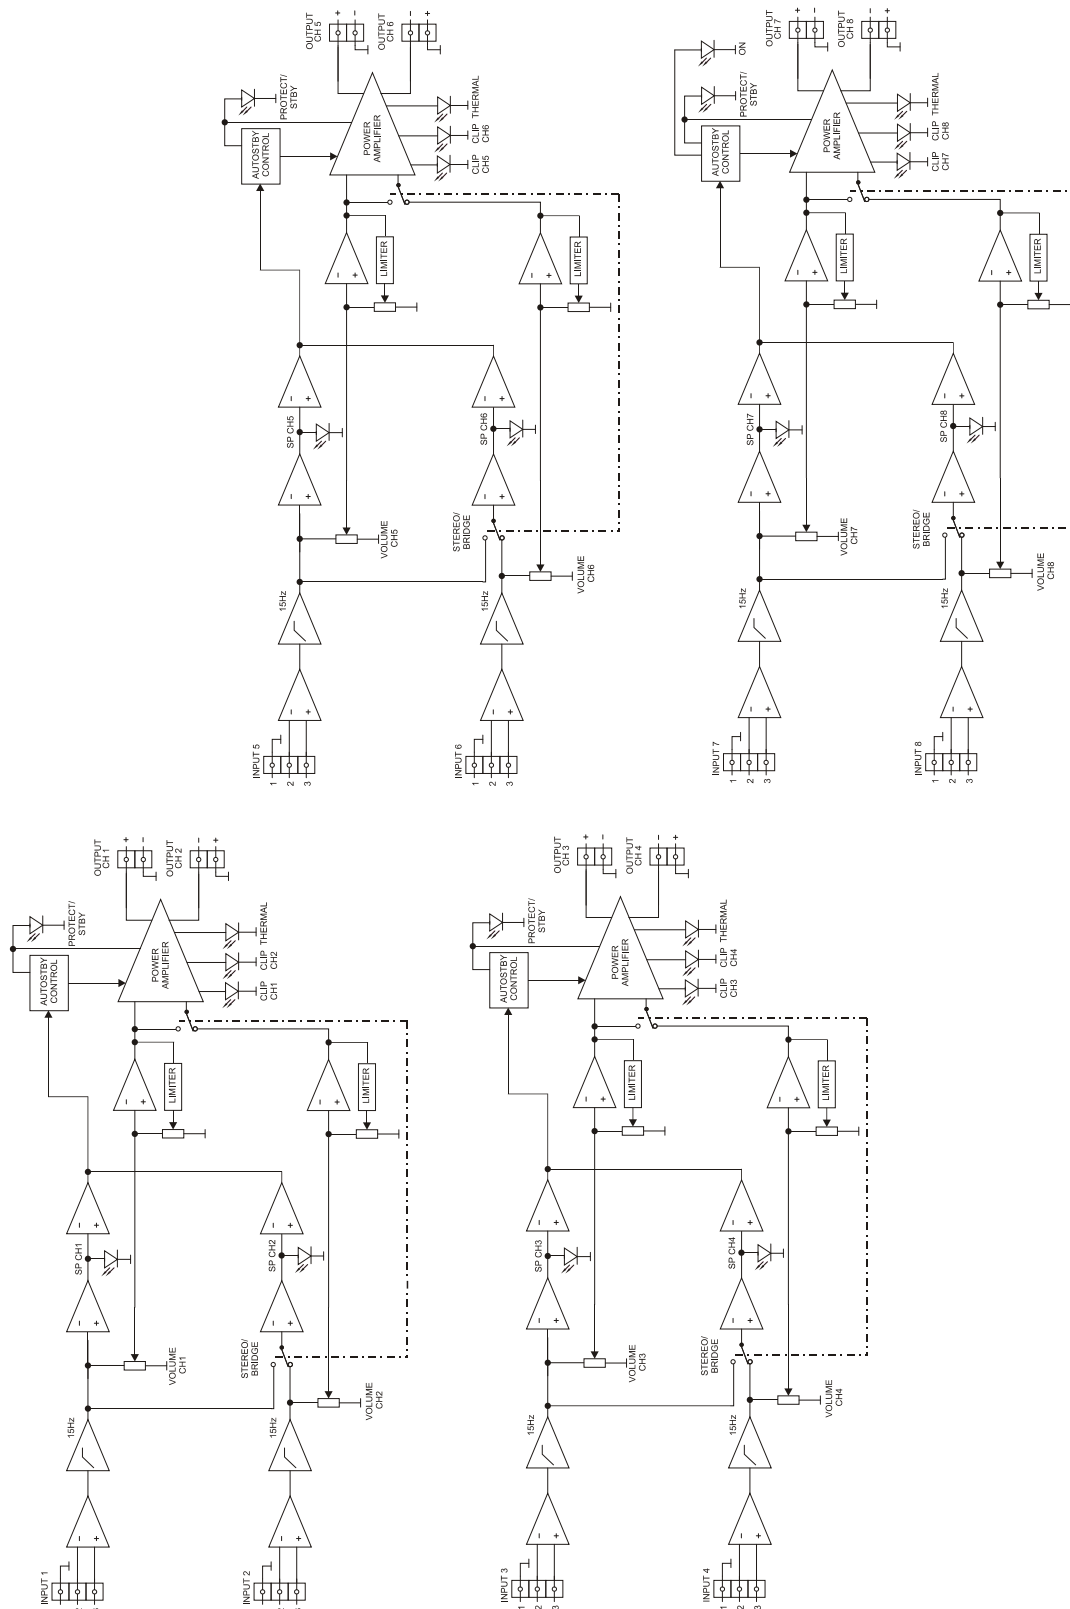 OUTPUT
CH 5
+
−
OUTPUT
CH 6
−
+
PROTECT/
STBY
AUTOSTBY
CONTROL
POWER
AMPLIFIER
THERMAL
CLIP
CH6
CLIP
CH5
LIMITER
LIMITER
−
+
−
+
−
+
−
+
SP CH5
SP CH6
−
+
−
+
STEREO/
BRIDGE
VOLUME
CH5
VOLUME
CH6
15Hz
15Hz
−
+
−
+
INPUT 5
1
2
3
INPUT 6
1
2
3
OUTPUT
CH 7
+
−
OUTPUT
CH 8
−
+
ON
PROTECT/
STBY
AUTOSTBY
CONTROL
POWER
AMPLIFIER
THERMAL
CLIP
CH8
CLIP
CH7
LIMITER
LIMITER
−
+
−
+
−
+
−
+
SP CH7
SP CH8
−
+
−
+
STEREO/
BRIDGE
VOLUME
CH7
VOLUME
CH8
15Hz
15Hz
−
+
−
+
INPUT 7
1
2
3
INPUT 8
1
2
3
OUTPUT
CH 1
+
−
OUTPUT
CH 2
−
+
PROTECT/
STBY
AUTOSTBY
CONTROL
POWER
AMPLIFIER
THERMAL
CLIP
CH2
CLIP
CH1
LIMITER
LIMITER
−
+
−
+
−
+
−
+
SP CH1
SP CH2
−
+
−
+
STEREO/
BRIDGE
VOLUME
CH1
VOLUME
CH2
15Hz
15Hz
−
+
−
+
INPUT 1
INPUT 2
OUTPUT
CH 3
+
−
OUTPUT
CH 4
−
+
PROTECT/
STBY
AUTOSTBY
CONTROL
POWER
AMPLIFIER
THERMAL
CLIP
CH4
CLIP
CH3
LIMITER
LIMITER
−
+
−
+
−
+
−
+
SP CH3
SP CH4
−
+
−
+
STEREO/
BRIDGE
VOLUME
CH3
VOLUME
CH4
15Hz
15Hz
−
+
−
+
INPUT 3
1
2
3
INPUT 4
1
2
3